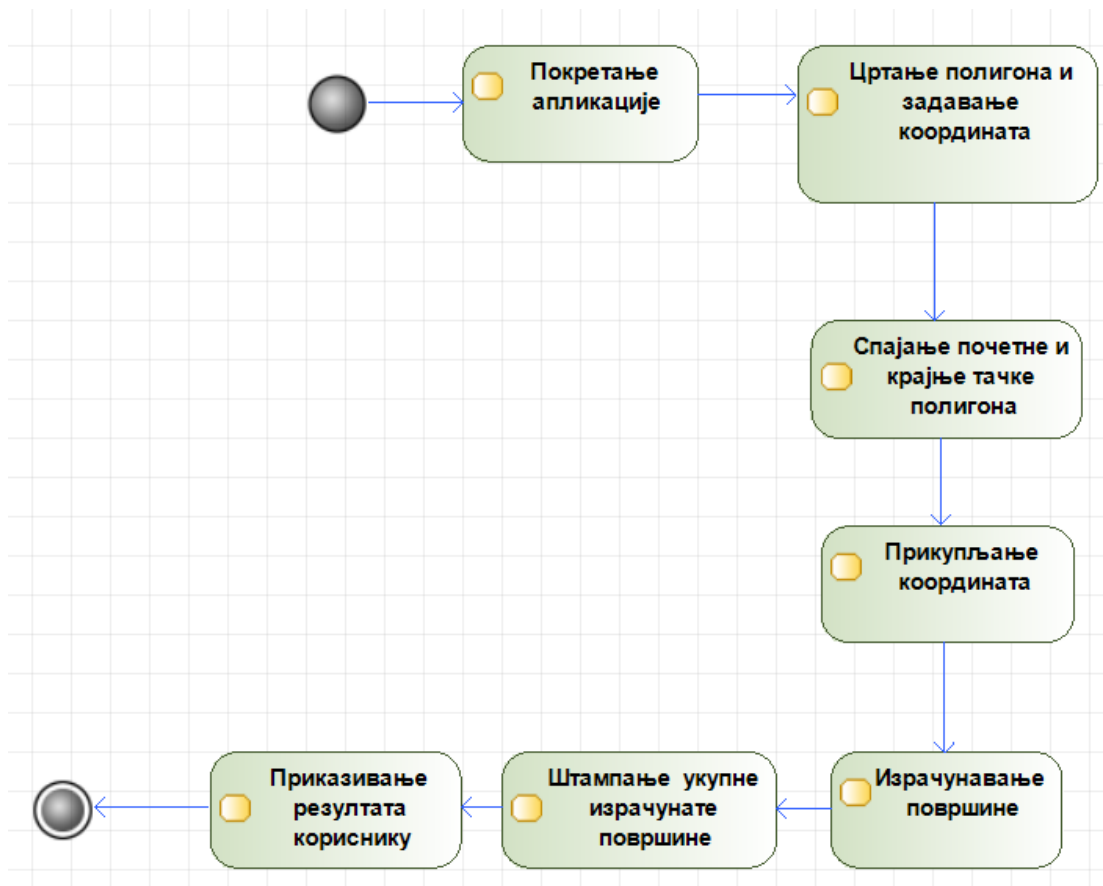 Покретање
апликације
Цртање полигона и
задавање
координата
Спајање почетне и
крајње тачке
полигона
Прикупљање
координата
Израчунавање
површине
Штампање укупне
израчунате
површине
Приказивање
резултата
кориснику